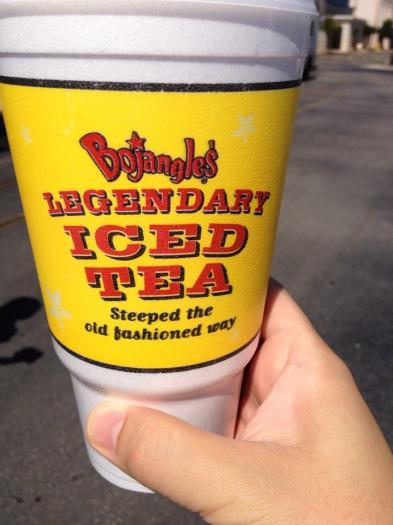 Bojangles'
LEGENDARY
ICED
TEA
Steeped the
old fashioned way